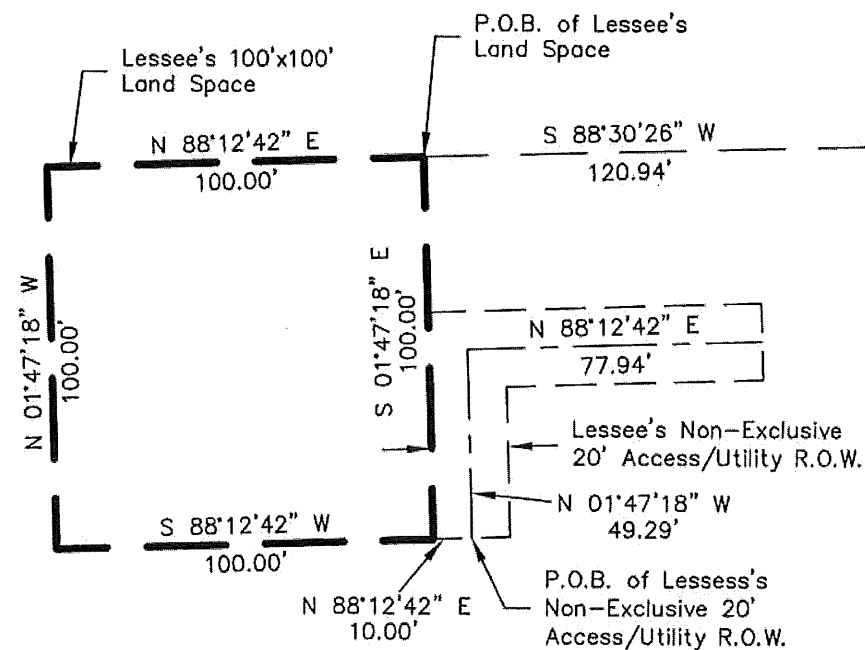 P.O.B. of Lessee's
Land Space
Lessee's 100'x100'
Land Space
N 88°12'42" E
100.00'
S 88°30'26" W
120.94'
N 01°47'18" W
100.00'
S 01°47'18" E
100.00'
N 88°12'42" E
77.94'
Lessee's Non-Exclusive
20' Access/Utility R.O.W.
N 01°47'18" W
49.29'
S 88°12'42" W
100.00'
N 88°12'42" E
10.00'
P.O.B. of Lessess's
Non-Exclusive 20'
Access/Utility R.O.W.